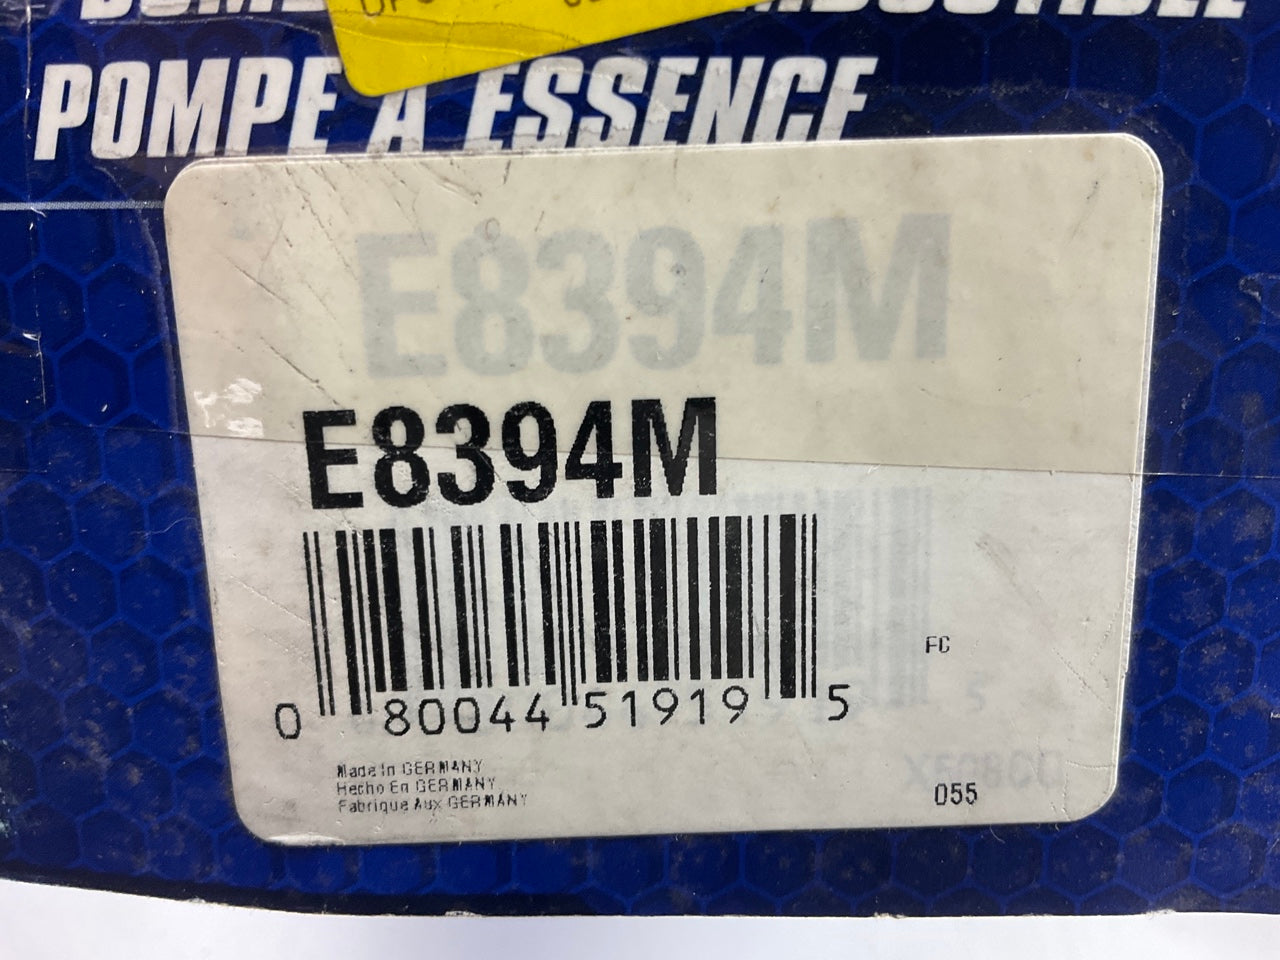 POMPE A ESSENCE
E8394M
E8394M
0 80044 51919 5
FC
Made In GERMANY
Hecho En GERMANY
Fabrique Aux GERMANY
055